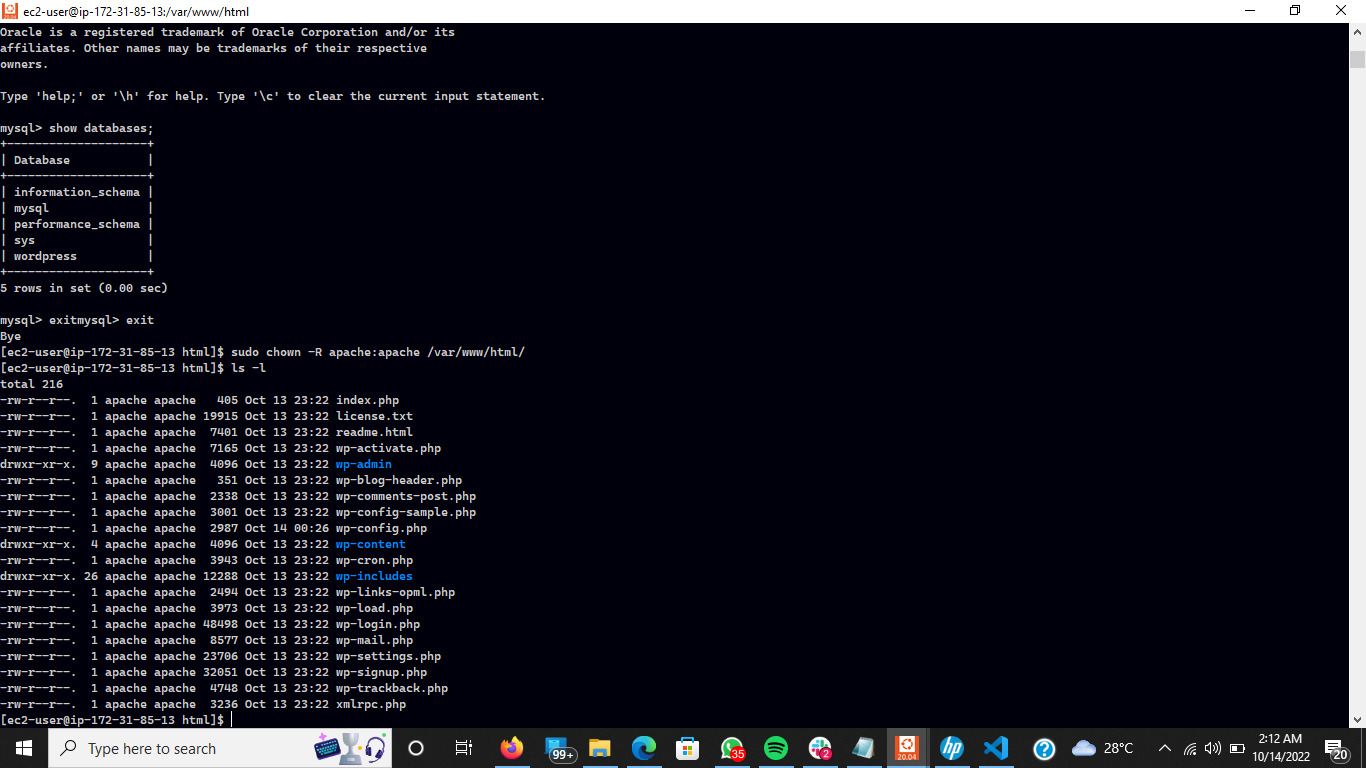 ec2-user@ip-172-31-85-13:/var/www/html
Oracle is a registered trademark of Oracle Corporation and/or its
affiliates. Other names may be trademarks of their respective
owners.
Type 'help;' or '\h' for help. Type '\c' to clear the current input statement.
mysql> show databases;
+--------------------+
| Database           |
+--------------------+
| information_schema |
| mysql              |
| performance_schema |
| sys                |
| wordpress          |
+--------------------+
5 rows in set (0.00 sec)
mysql> exitmysql> exit
Bye
[ec2-user@ip-172-31-85-13 html]$ sudo chown -R apache:apache /var/www/html/
[ec2-user@ip-172-31-85-13 html]$ ls -l
total 216
-rw-r--r--.  1 apache apache   405 Oct 13 23:22 index.php
-rw-r--r--.  1 apache apache 19915 Oct 13 23:22 license.txt
-rw-r--r--.  1 apache apache  7401 Oct 13 23:22 readme.html
-rw-r--r--.  1 apache apache  7165 Oct 13 23:22 wp-activate.php
drwxr-xr-x.  9 apache apache  4096 Oct 13 23:22 wp-admin
-rw-r--r--.  1 apache apache   351 Oct 13 23:22 wp-blog-header.php
-rw-r--r--.  1 apache apache  2338 Oct 13 23:22 wp-comments-post.php
-rw-r--r--.  1 apache apache  3001 Oct 13 23:22 wp-config-sample.php
-rw-r--r--.  1 apache apache  2987 Oct 14 00:26 wp-config.php
drwxr-xr-x.  4 apache apache  4096 Oct 13 23:22 wp-content
-rw-r--r--.  1 apache apache  3943 Oct 13 23:22 wp-cron.php
drwxr-xr-x. 26 apache apache 12288 Oct 13 23:22 wp-includes
-rw-r--r--.  1 apache apache  2494 Oct 13 23:22 wp-links-opml.php
-rw-r--r--.  1 apache apache  3973 Oct 13 23:22 wp-load.php
-rw-r--r--.  1 apache apache 48498 Oct 13 23:22 wp-login.php
-rw-r--r--.  1 apache apache  8577 Oct 13 23:22 wp-mail.php
-rw-r--r--.  1 apache apache 23706 Oct 13 23:22 wp-settings.php
-rw-r--r--.  1 apache apache 32051 Oct 13 23:22 wp-signup.php
-rw-r--r--.  1 apache apache  4748 Oct 13 23:22 wp-trackback.php
-rw-r--r--.  1 apache apache  3236 Oct 13 23:22 xmlrpc.php
[ec2-user@ip-172-31-85-13 html]$
Type here to search
99+
35
2
20.04
hp
28°C
2:12 AM
10/14/2022
20